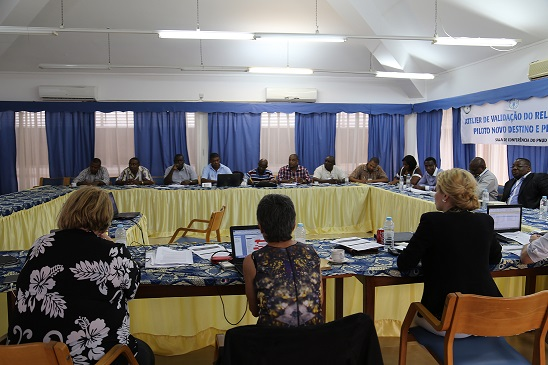 ATELIER DE VALIDAÇÃO DO REL
PILOTO NOVO DESTINO E P
SALA DE CONFERÊNCIA DO PNUD